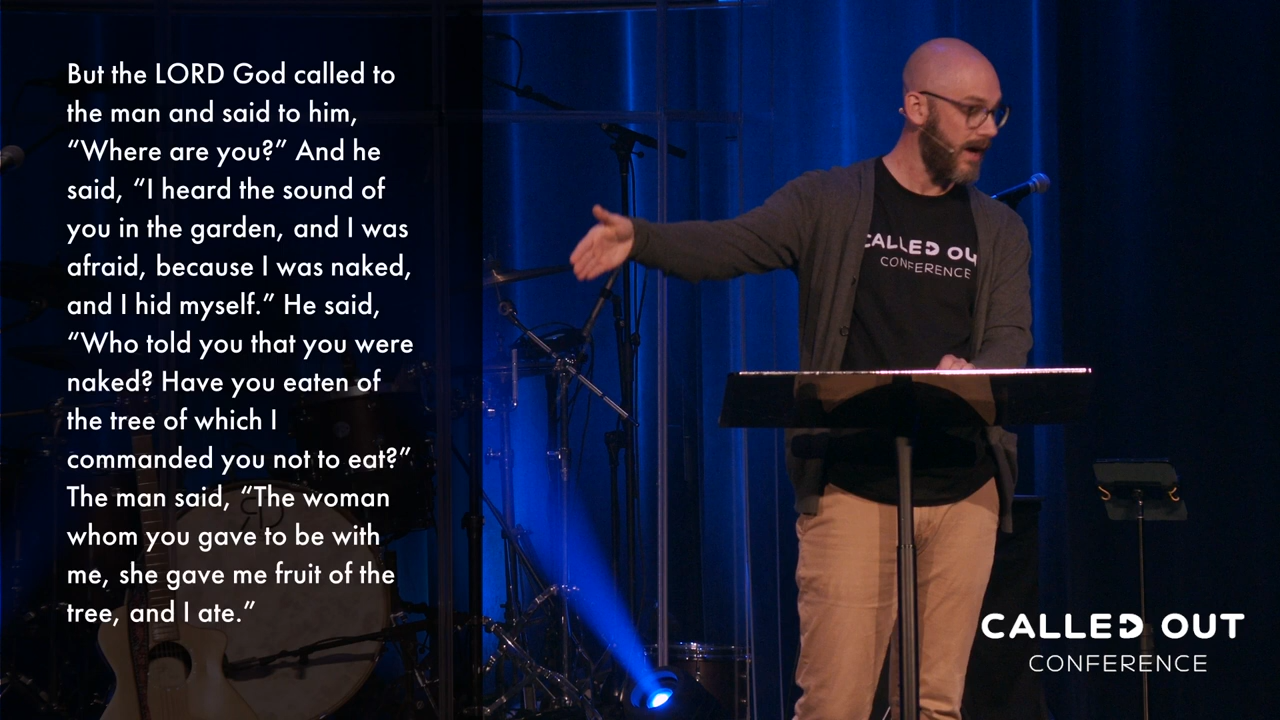 But the LORD God called to
the man and said to him,
“Where are you?” And he
said, “I heard the sound of
you in the garden, and I was
afraid, because I was naked,
and I hid myself.” He said,
“Who told you that you were
naked? Have you eaten of
the tree of which I
commanded you not to eat?”
The man said, “The woman
whom you gave to be with
me, she gave me fruit of the
tree, and I ate.”
CALLED OU
CONFERENCE
CALLED OUT
CONFERENCE